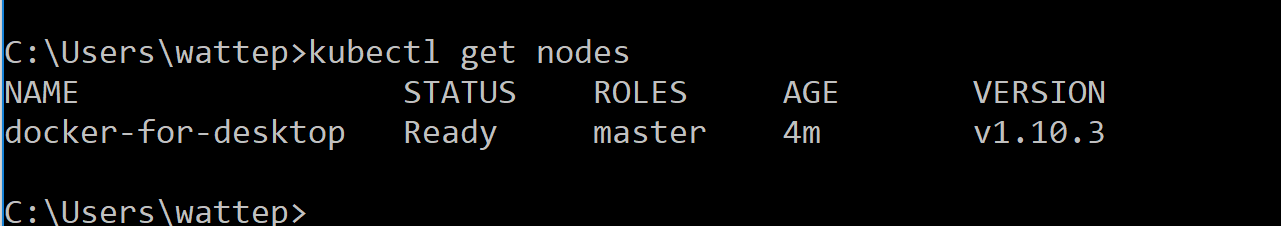 C:\Users\wattep>kubectl get nodes
NAME                 STATUS    ROLES     AGE       VERSION
docker-for-desktop   Ready     master    4m        v1.10.3
C:\Users\wattep>